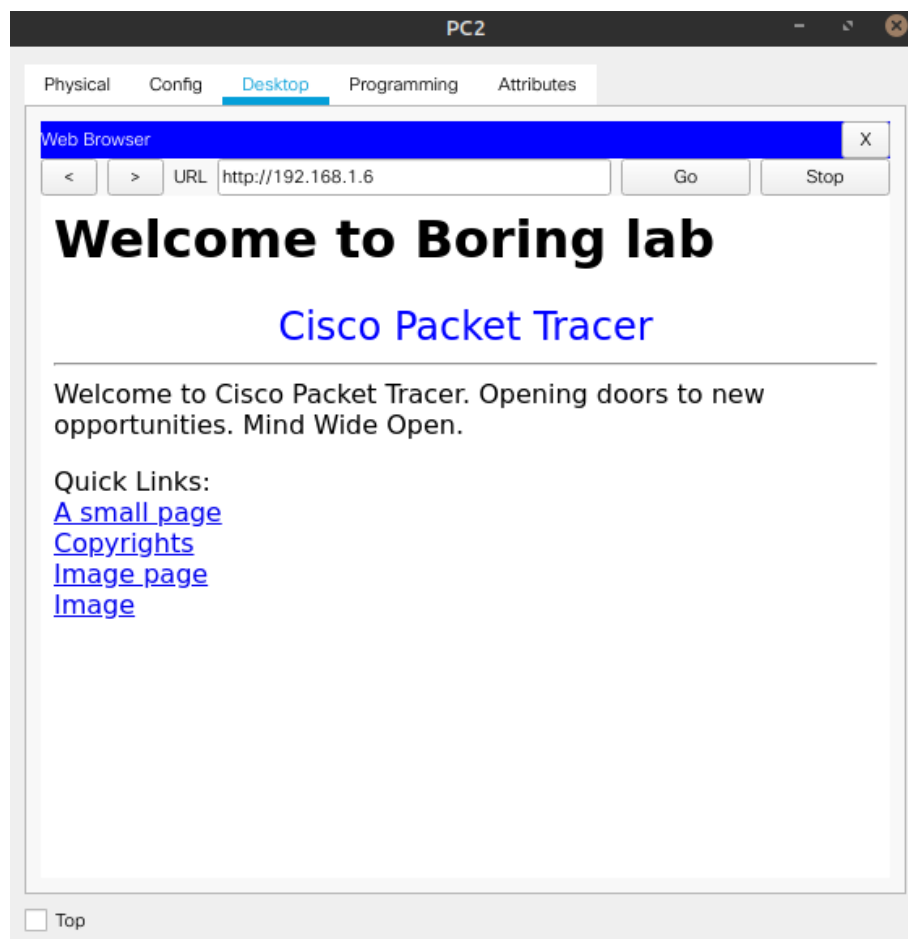 PC2
Physical Config Desktop Programming Attributes
Web Browser X
< > URL http://192.168.1.6 Go Stop
Welcome to Boring lab
Cisco Packet Tracer
Welcome to Cisco Packet Tracer. Opening doors to new
opportunities. Mind Wide Open.
Quick Links:
A small page
Copyrights
Image page
Image
Top